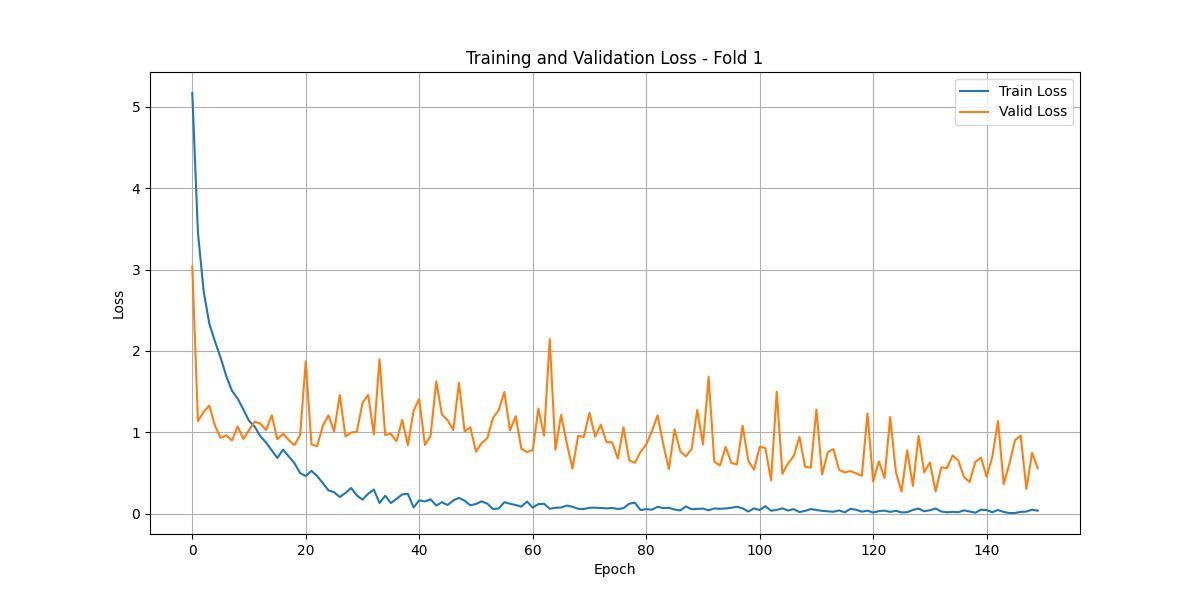 Training and Validation Loss - Fold 1
Train Loss
Valid Loss
Loss
5
4
3
2
1
0
0 20 40 60 80 100 120 140
Epoch